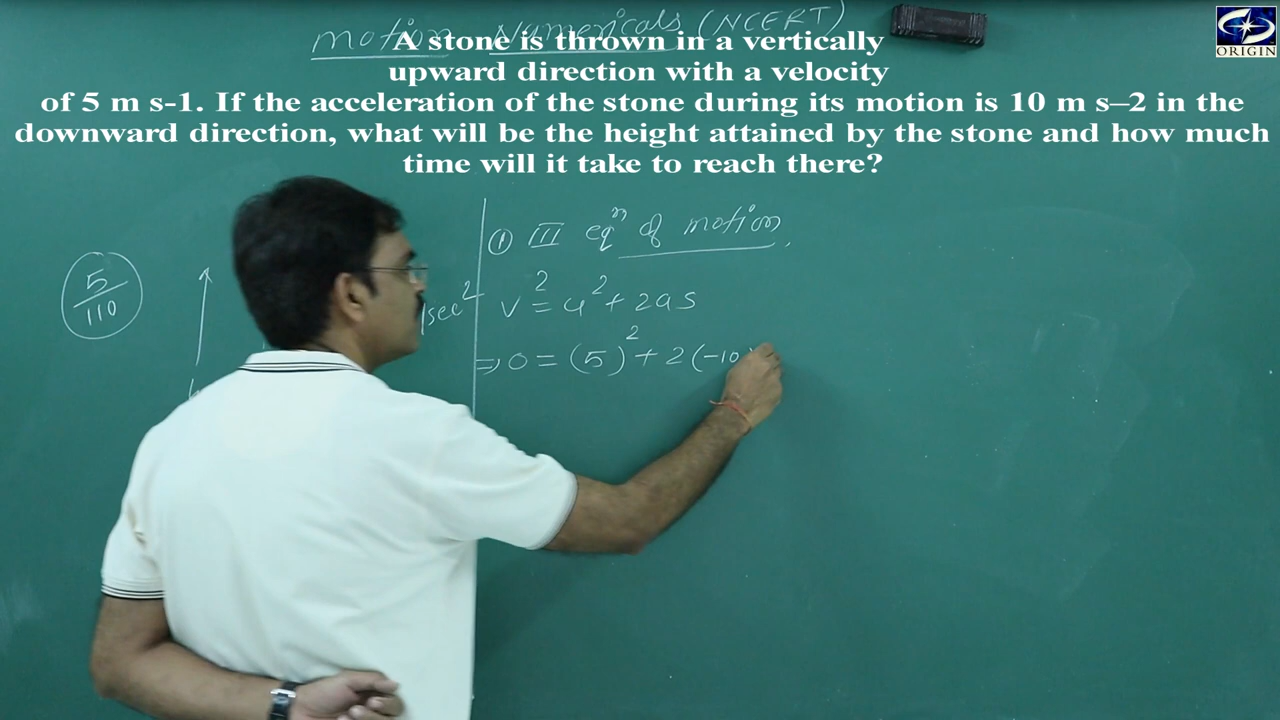 motion Numericals (NCERT)
A stone is thrown in a vertically
upward direction with a velocity
of 5 m s-1. If the acceleration of the stone during its motion is 10 m s–2 in the
downward direction, what will be the height attained by the stone and how much
time will it take to reach there?
ORIGIN
5/110
/sec²
① III eqⁿ of motion.
v² = u² + 2as
⇒ 0 = (5)² + 2(-10)